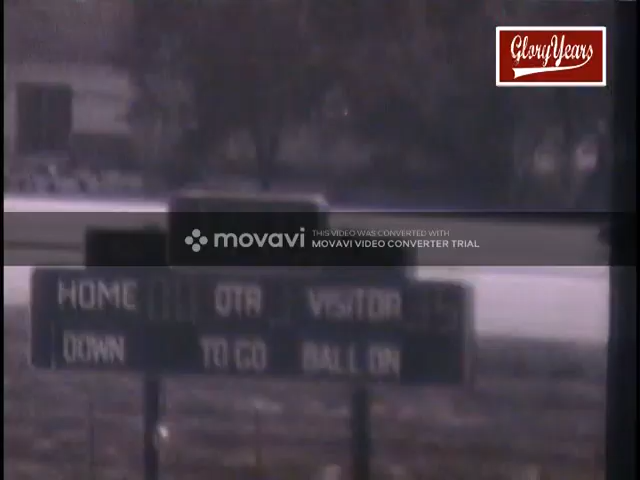 Glory Years
movavi
THIS VIDEO WAS CONVERTED WITH
MOVAVI VIDEO CONVERTER TRIAL
HOME QTR VISITOR
DOWN TO GO BALL ON